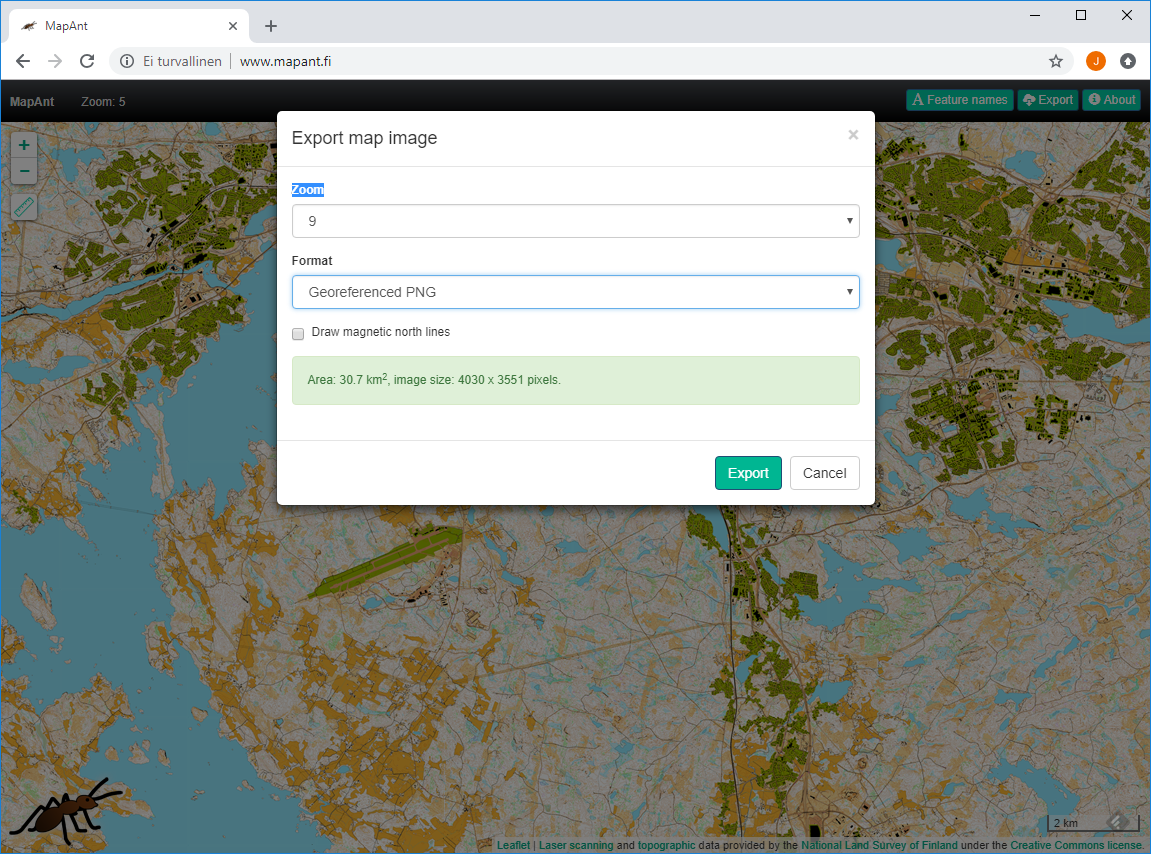 MapAnt
Ei turvallinen www.mapant.fi
J
MapAnt Zoom: 5 Feature names Export About
Export map image
Zoom
9
Format
Georeferenced PNG
Draw magnetic north lines
Area: 30.7 km², image size: 4030 x 3551 pixels.
Export Cancel
2 km
Leaflet | Laser scanning and topographic data provided by the National Land Survey of Finland under the Creative Commons license.